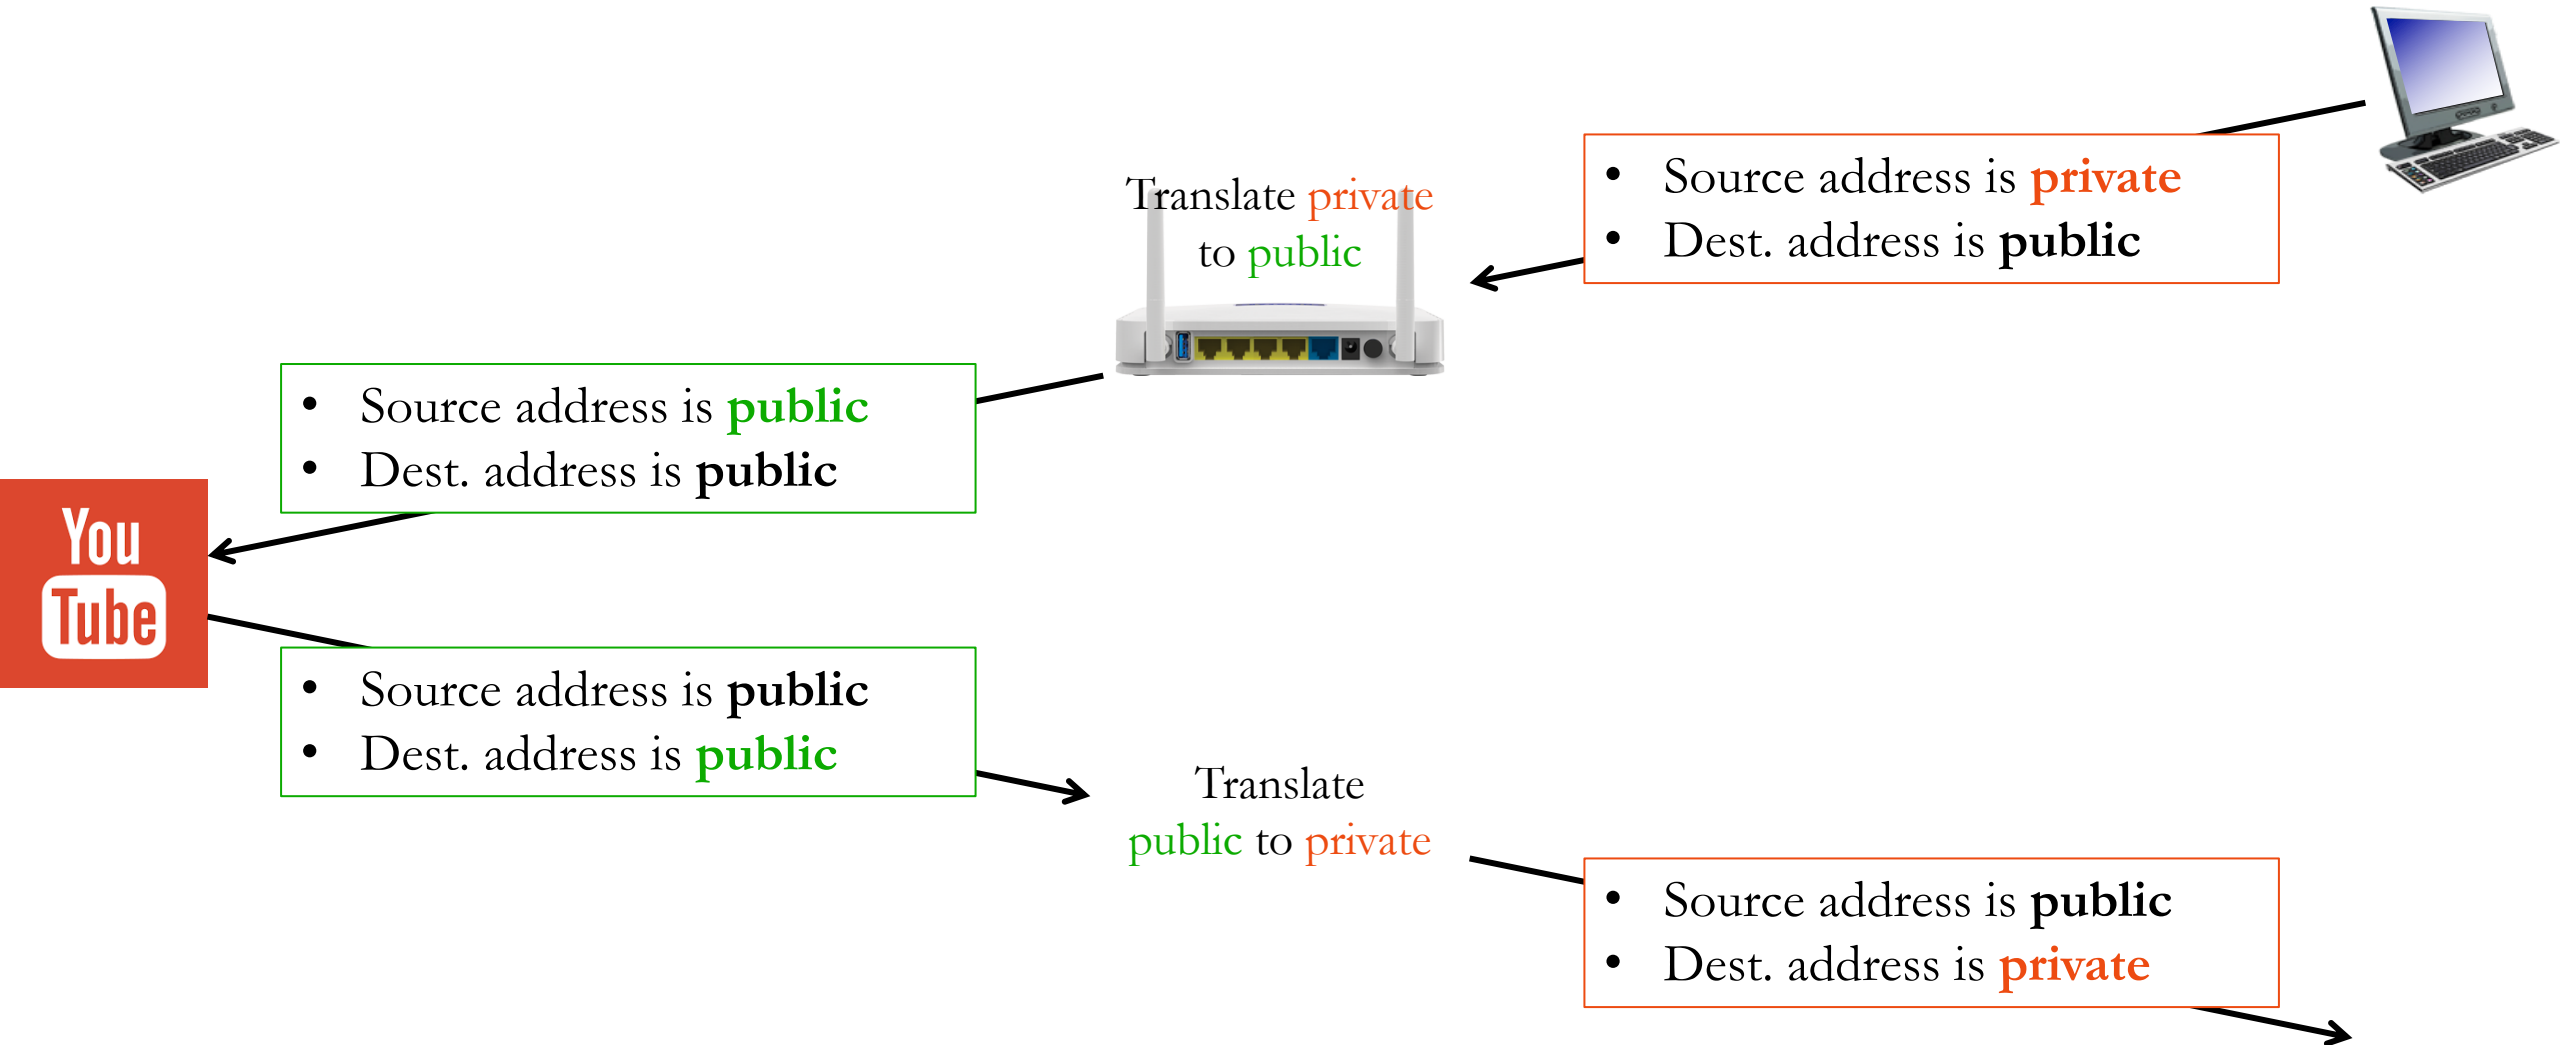 • Source address is private
• Dest. address is public
Translate private
to public
• Source address is public
• Dest. address is public
You
Tube
• Source address is public
• Dest. address is public
Translate
public to private
• Source address is public
• Dest. address is private